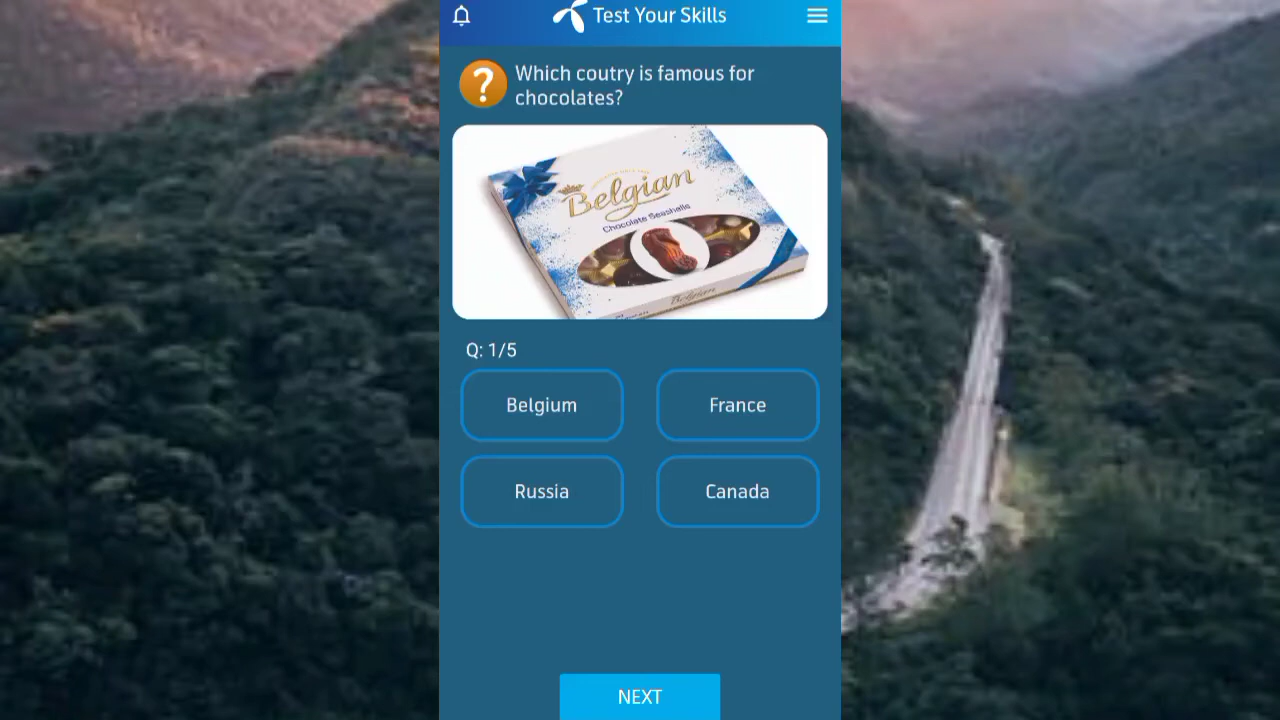 Test Your Skills
?
Which coutry is famous for
chocolates?
Belgian
Chocolate Seashells
Belgian
Q: 1/5
Belgium
France
Russia
Canada
NEXT